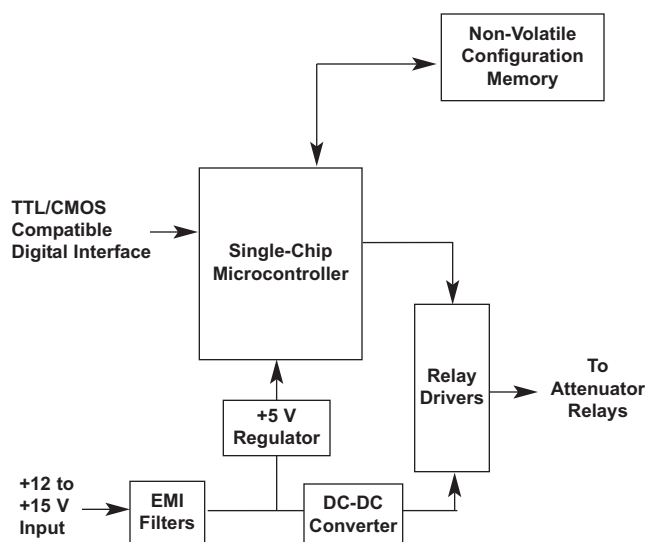 Non-Volatile
Configuration
Memory
TTL/CMOS
Compatible
Digital Interface
Single-Chip
Microcontroller
Relay
Drivers
To
Attenuator
Relays
+5 V
Regulator
+12 to
+15 V
Input
EMI
Filters
DC-DC
Converter